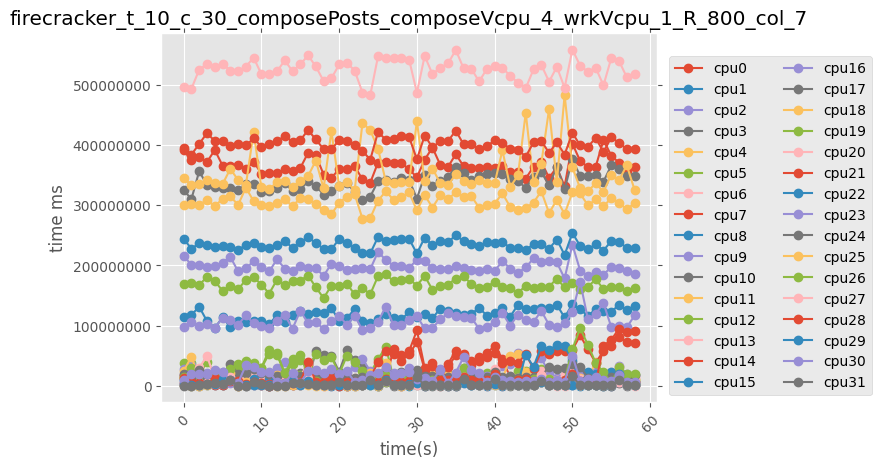 firecracker_t_10_c_30_composePosts_composeVcpu_4_wrkVcpu_1_R_800_col_7
time ms
500000000
400000000
300000000
200000000
100000000
0
0
10
20
30
40
50
60
time(s)
cpu0
cpu1
cpu2
cpu3
cpu4
cpu5
cpu6
cpu7
cpu8
cpu9
cpu10
cpu11
cpu12
cpu13
cpu14
cpu15
cpu16
cpu17
cpu18
cpu19
cpu20
cpu21
cpu22
cpu23
cpu24
cpu25
cpu26
cpu27
cpu28
cpu29
cpu30
cpu31